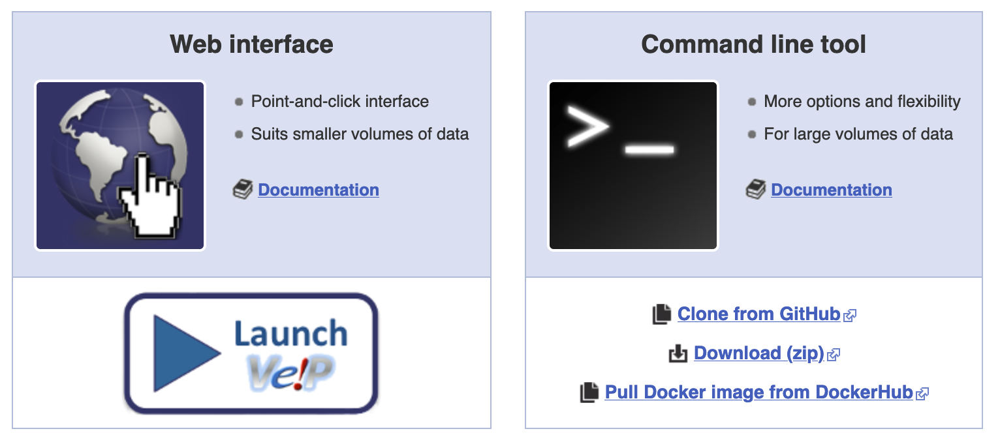 Web interface
Point-and-click interface
Suits smaller volumes of data
Documentation
Launch
Ve!P
Command line tool
>_
More options and flexibility
For large volumes of data
Documentation
Clone from GitHub
Download (zip)
Pull Docker image from DockerHub